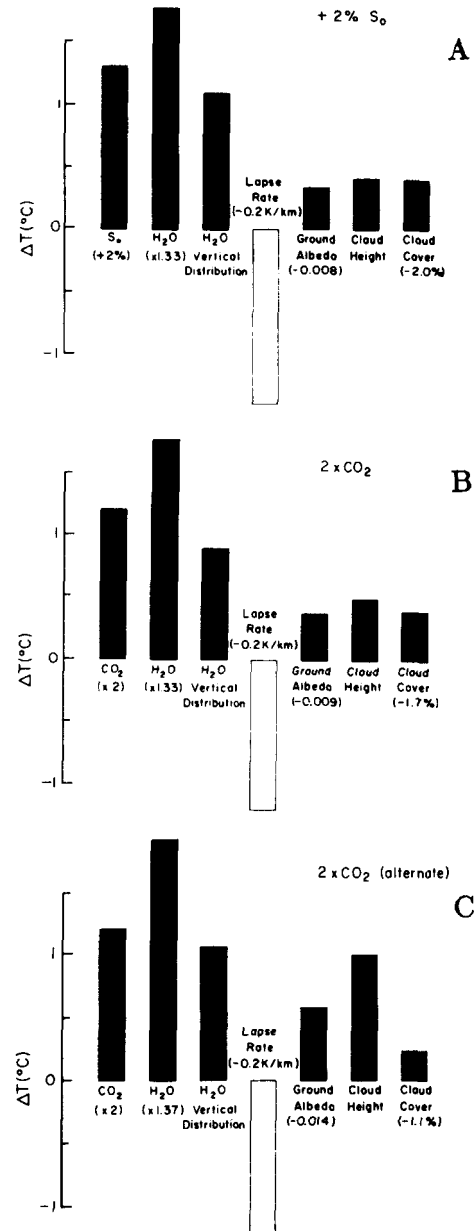 + 2% S₀
A
1
0
−1
ΔT(°C)
S₀
(+2%)
H₂O
(x1.33)
H₂O
Vertical
Distribution
Lapse
Rate
(−0.2K/km)
Ground
Albedo
(−0.008)
Cloud
Height
Cloud
Cover
(−2.0%)
2 x CO₂
B
1
0
−1
ΔT(°C)
CO₂
(x 2)
H₂O
(x1.33)
H₂O
Vertical
Distribution
Lapse
Rate
(−0.2K/km)
Ground
Albedo
(−0.009)
Cloud
Height
Cloud
Cover
(−1.7%)
2 x CO₂ (alternate)
C
1
0
−1
ΔT(°C)
CO₂
(x 2)
H₂O
(x1.37)
H₂O
Vertical
Distribution
Lapse
Rate
(−0.2K/km)
Ground
Albedo
(−0.014)
Cloud
Height
Cloud
Cover
(−1.1%)